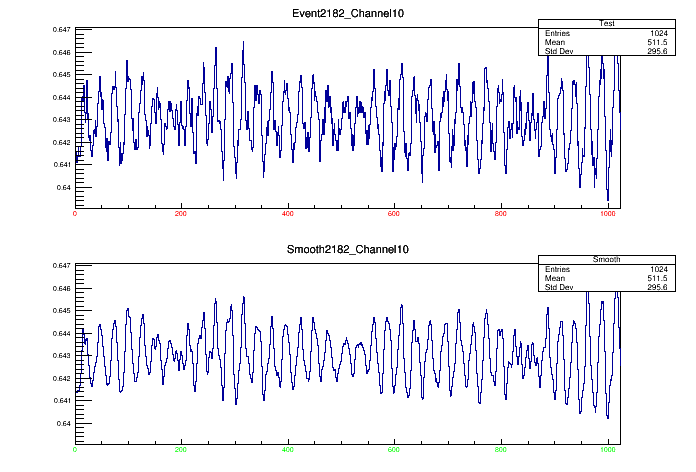 Event2182_Channel10
Test
Entries 1024
Mean 511.5
Std Dev 295.6
0.647
0.646
0.645
0.644
0.643
0.642
0.641
0.64
0 200 400 600 800 1000
Smooth2182_Channel10
Smooth
Entries 1024
Mean 511.5
Std Dev 295.6
0.647
0.646
0.645
0.644
0.643
0.642
0.641
0.64
0 200 400 600 800 1000